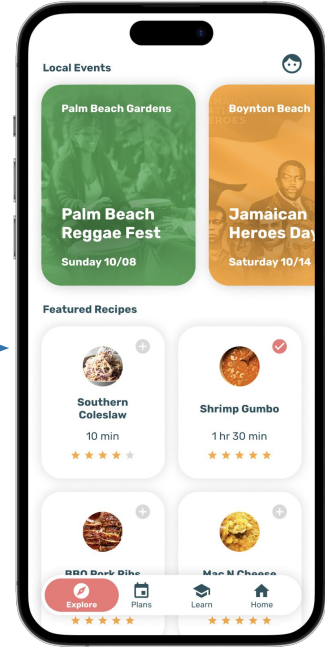 Local Events
Palm Beach Gardens
Palm Beach
Reggae Fest
Sunday 10/08
Boynton Beach
HEROES
Jamaican
Heroes Day
Saturday 10/14
Featured Recipes
Southern
Coleslaw
10 min
Shrimp Gumbo
1 hr 30 min
BBQ Pork Ribs
Mac N Cheese
Explore
Plans
Learn
Home